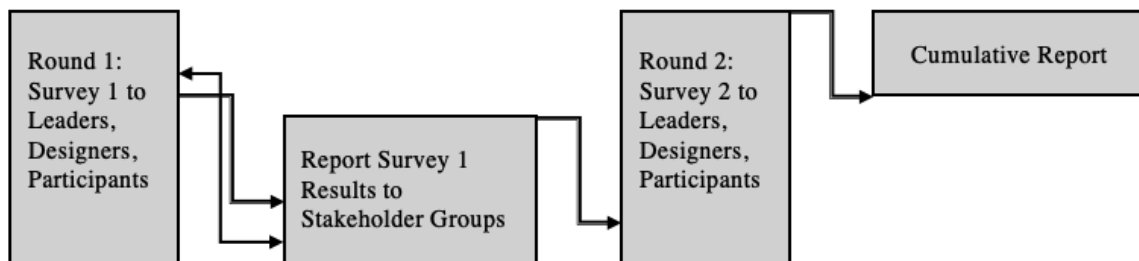 Round 1:
Survey 1 to
Leaders,
Designers,
Participants
Report Survey 1
Results to
Stakeholder Groups
Round 2:
Survey 2 to
Leaders,
Designers,
Participants
Cumulative Report